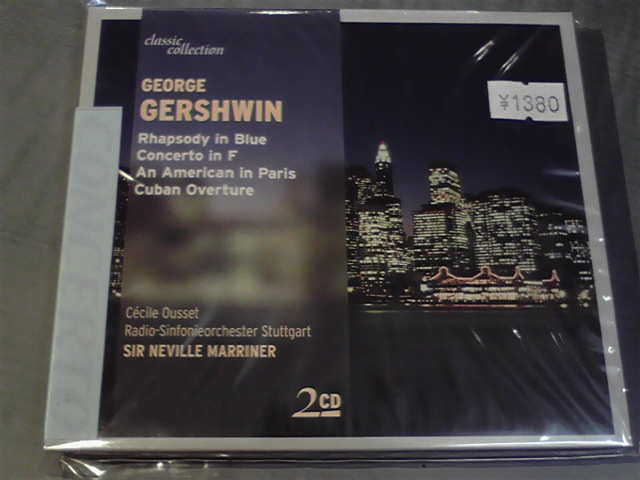 classic
collection
GEORGE
GERSHWIN
Rhapsody in Blue
Concerto in F
An American in Paris
Cuban Overture
Cécile Ousset
Radio-Sinfonieorchester Stuttgart
SIR NEVILLE MARRINER
2CD
¥1380